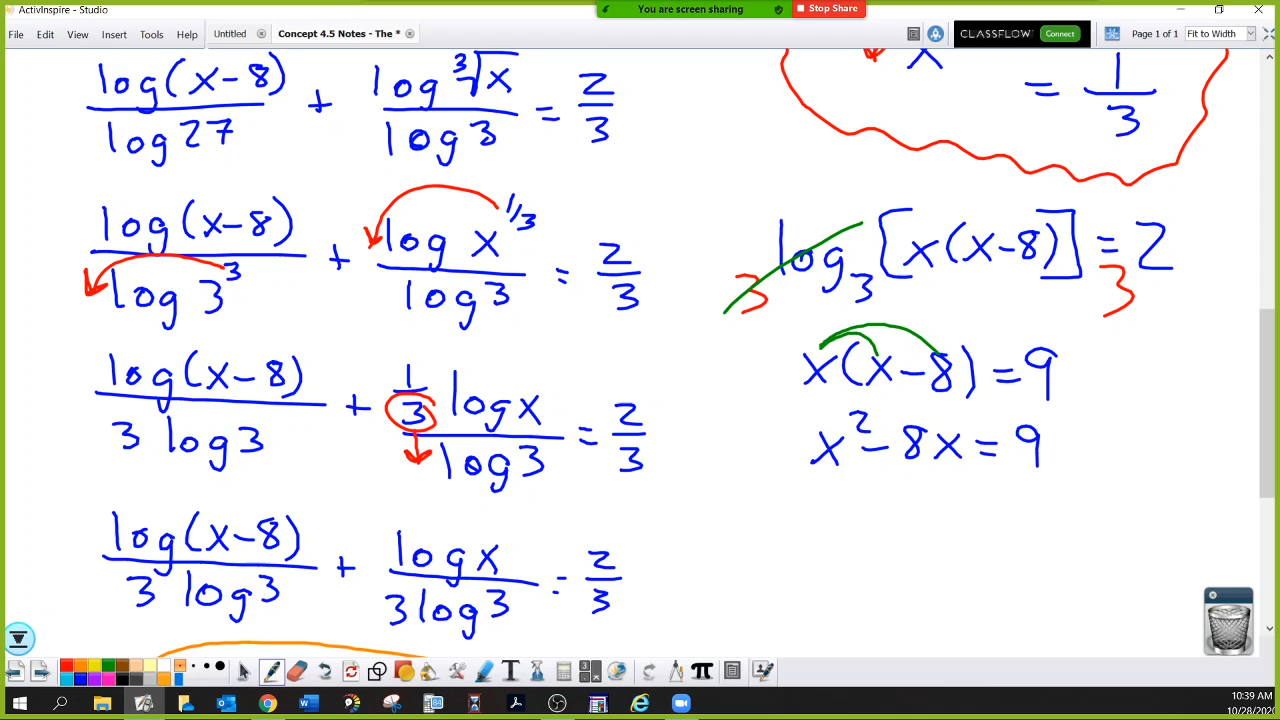 ActivInspire - Studio
You are screen sharing
Stop Share
File Edit View Insert Tools Help
Untitled
Concept 4.5 Notes - The *
CLASSFLOW Connect
Page 1 of 1
Fit to Width
log(x-8)/log 27 + log ∛x/log 3 = 2/3
log(x-8)/log 3³ + log x^(1/3)/log 3 = 2/3
log(x-8)/3 log 3 + 1/3 log x/log 3 = 2/3
log(x-8)/3 log 3 + log x/3 log 3 = 2/3
x
= 1/3
3 log₃ [x(x-8)] = 2
3
x(x-8) = 9
x² - 8x = 9
10:39 AM
10/28/2020